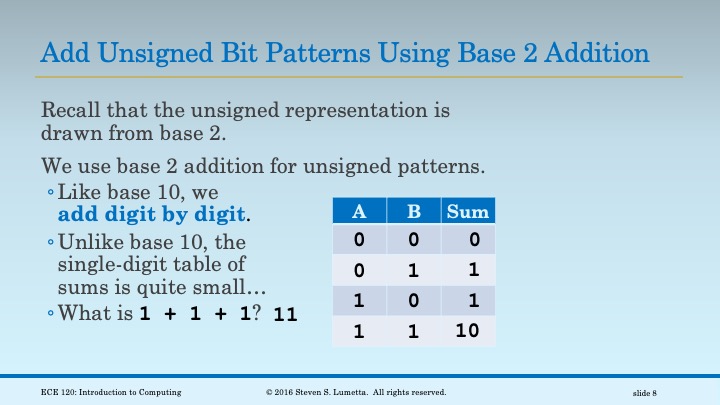 Add Unsigned Bit Patterns Using Base 2 Addition
Recall that the unsigned representation is
drawn from base 2.
We use base 2 addition for unsigned patterns.
◦Like base 10, we
add digit by digit.
◦Unlike base 10, the
single-digit table of
sums is quite small…
◦What is 1 + 1 + 1? 11
A B Sum
0 0 0
0 1 1
1 0 1
1 1 10
ECE 120: Introduction to Computing © 2016 Steven S. Lumetta. All rights reserved. slide 8